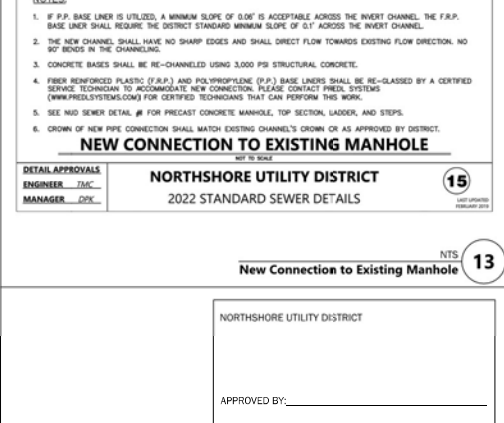 NOTES:
1. IF P.P. BASE LINER IS UTILIZED, A MINIMUM SLOPE OF 0.06' IS ACCEPTABLE ACROSS THE INVERT CHANNEL. THE F.R.P.
BASE LINER SHALL REQUIRE THE DISTRICT STANDARD MINIMUM SLOPE OF 0.1' ACROSS THE INVERT CHANNEL.
2. THE NEW CHANNEL SHALL HAVE NO SHARP EDGES AND SHALL DIRECT FLOW TOWARDS EXISTING FLOW DIRECTION. NO
90° BENDS IN THE CHANNELING.
3. CONCRETE BASES SHALL BE RE-CHANNELED USING 3,000 PSI STRUCTURAL CONCRETE.
4. FIBER REINFORCED PLASTIC (F.R.P.) AND POLYPROPYLENE (P.P.) BASE LINERS SHALL BE RE-GLASSED BY A CERTIFIED
SERVICE TECHNICIAN TO ACCOMMODATE NEW CONNECTION. PLEASE CONTACT PREDL SYSTEMS
(WWW.PREDLSYSTEMS.COM) FOR CERTIFIED TECHNICIANS THAT CAN PERFORM THIS WORK.
5. SEE NUD SEWER DETAIL # FOR PRECAST CONCRETE MANHOLE, TOP SECTION, LADDER, AND STEPS.
6. CROWN OF NEW PIPE CONNECTION SHALL MATCH EXISTING CHANNEL'S CROWN OR AS APPROVED BY DISTRICT.
NEW CONNECTION TO EXISTING MANHOLE
NOT TO SCALE
DETAIL APPROVALS
ENGINEER TMC
MANAGER DPK
NORTHSHORE UTILITY DISTRICT
2022 STANDARD SEWER DETAILS
15
LAST UPDATED
FEBRUARY 2019
NTS
New Connection to Existing Manhole
13
NORTHSHORE UTILITY DISTRICT
APPROVED BY: